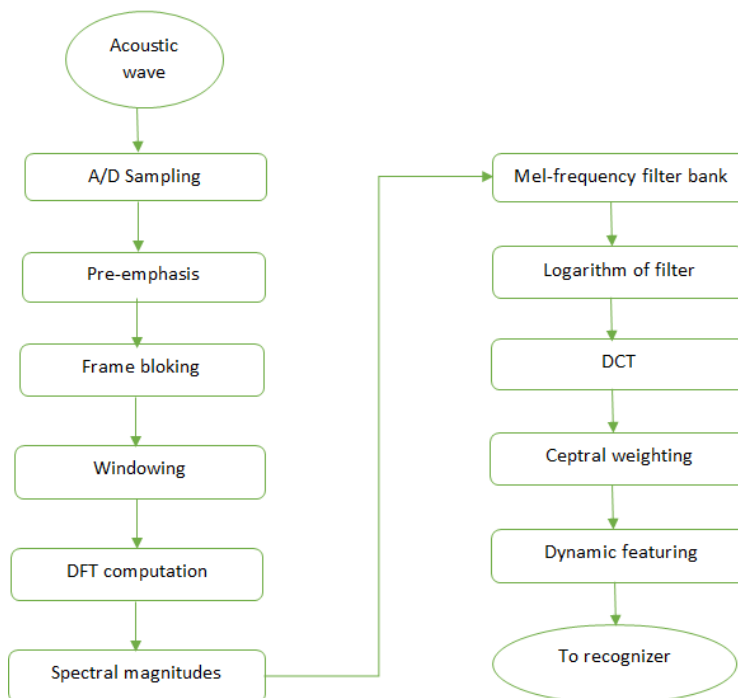 Acoustic
wave
A/D Sampling
Pre-emphasis
Frame bloking
Windowing
DFT computation
Spectral magnitudes
Mel-frequency filter bank
Logarithm of filter
DCT
Ceptral weighting
Dynamic featuring
To recognizer